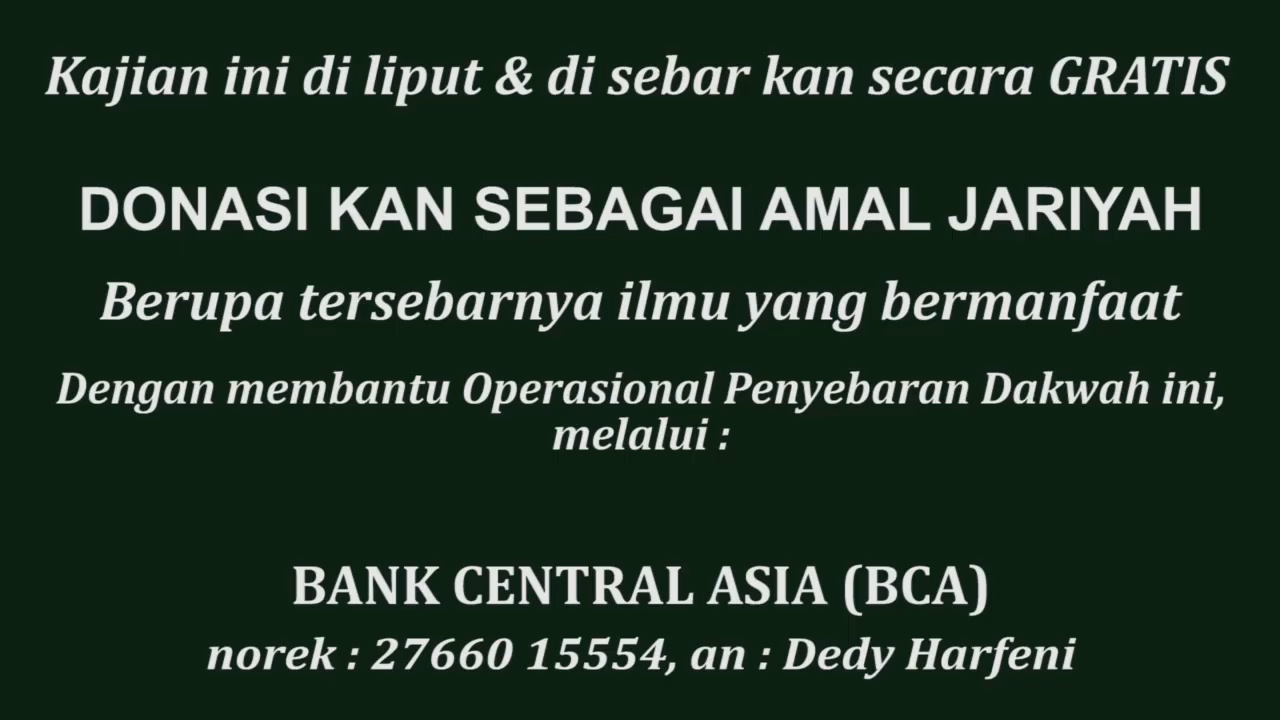 Kajian ini di liput & di sebar kan secara GRATIS
DONASI KAN SEBAGAI AMAL JARIYAH
Berupa tersebarnya ilmu yang bermanfaat
Dengan membantu Operasional Penyebaran Dakwah ini,
melalui :
BANK CENTRAL ASIA (BCA)
norek : 27660 15554, an : Dedy Harfeni